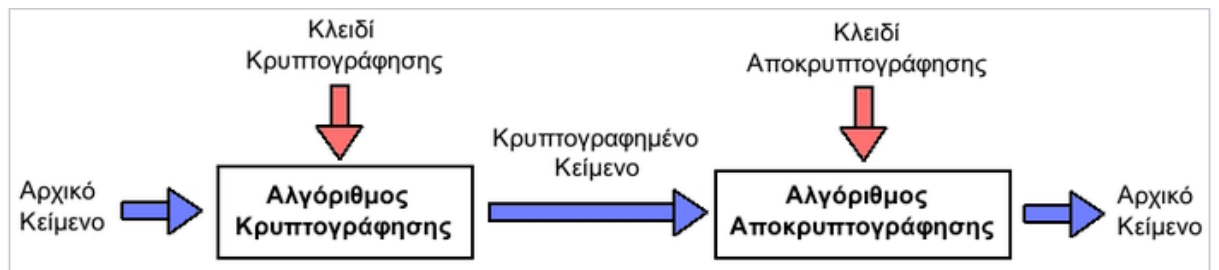 Κλειδί
Κρυπτογράφησης
Κλειδί
Αποκρυπτογράφησης
Αρχικό
Κείμενο
Αλγόριθμος
Κρυπτογράφησης
Κρυπτογραφημένο
Κείμενο
Αλγόριθμος
Αποκρυπτογράφησης
Αρχικό
Κείμενο